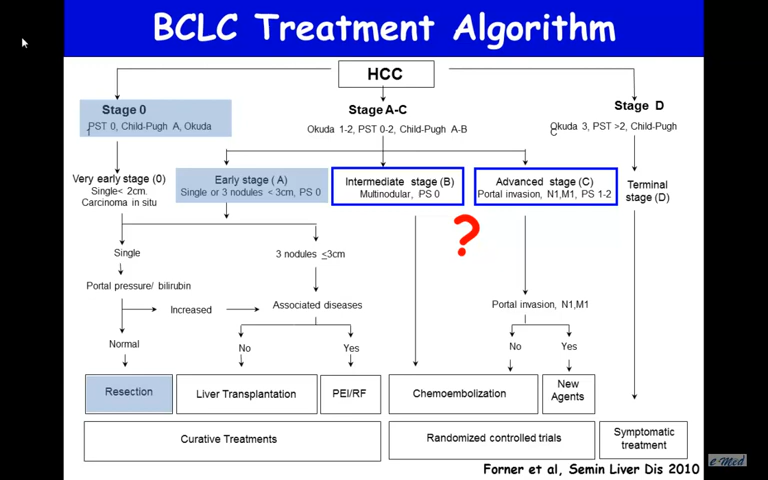 BCLC Treatment Algorithm
HCC
Stage 0
PST 0, Child-Pugh A, Okuda
1
Stage A-C
Okuda 1-2, PST 0-2, Child-Pugh A-B
Stage D
Okuda 3, PST >2, Child-Pugh
C
Very early stage (0)
Single< 2cm.
Carcinoma in situ
Early stage (A)
Single or 3 nodules < 3cm, PS 0
Intermediate stage (B)
Multinodular, PS 0
Advanced stage (C)
Portal invasion, N1,M1, PS 1-2
Terminal
stage (D)
?
Single
3 nodules ≤3cm
Portal pressure/ bilirubin
Increased
Associated diseases
Portal invasion, N1,M1
Normal
No
Yes
No
Yes
Resection
Liver Transplantation
PEI/RF
Chemoembolization
New
Agents
Curative Treatments
Randomized controlled trials
Symptomatic
treatment
e-Med
Forner et al, Semin Liver Dis 2010